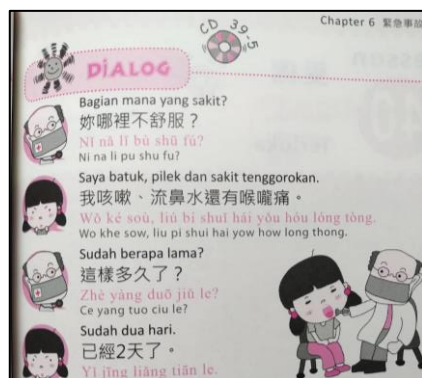 Chapter 6 緊急事故
CD 39-5
DiALOG
Bagian mana yang sakit?
妳哪裡不舒服？
Nǐ nǎ lǐ bù shū fú?
Ni na li pu shu fu?
Saya batuk, pilek dan sakit tenggorokan.
我咳嗽、流鼻水還有喉嚨痛。
Wǒ ké soù, liú bí shuǐ hái yǒu hóu lóng tòng.
Wo khe sow, liu pi shui hai yow how long thong.
Sudah berapa lama?
這樣多久了？
Zhè yàng duō jiǔ le?
Ce yang tuo ciu le?
Sudah dua hari.
已經2天了。
Yǐ jīng liǎng tiān le.